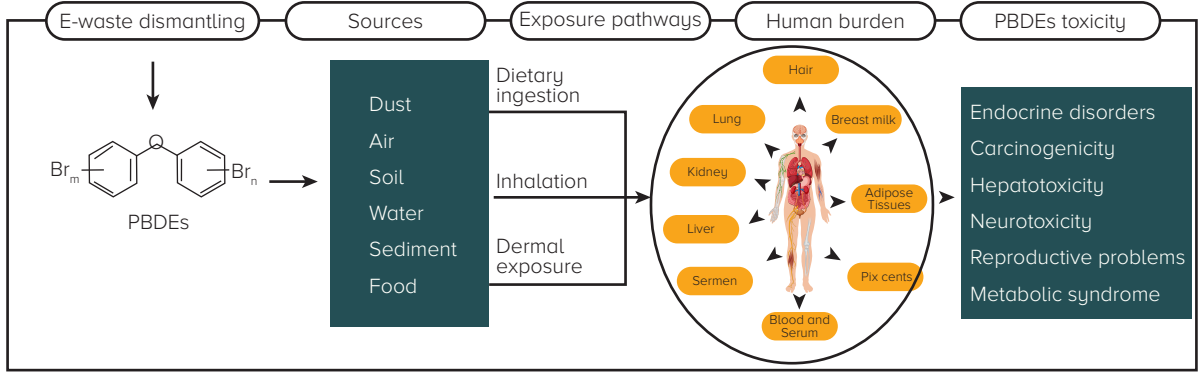 E-waste dismantling
Sources
Exposure pathways
Human burden
PBDEs toxicity
Br_m
O
Br_n
PBDEs
Dust
Air
Soil
Water
Sediment
Food
Dietary
ingestion
Inhalation
Dermal
exposure
Hair
Lung
Breast milk
Kidney
Adipose
Tissues
Liver
Sermen
Pix cents
Blood and
Serum
Endocrine disorders
Carcinogenicity
Hepatotoxicity
Neurotoxicity
Reproductive problems
Metabolic syndrome